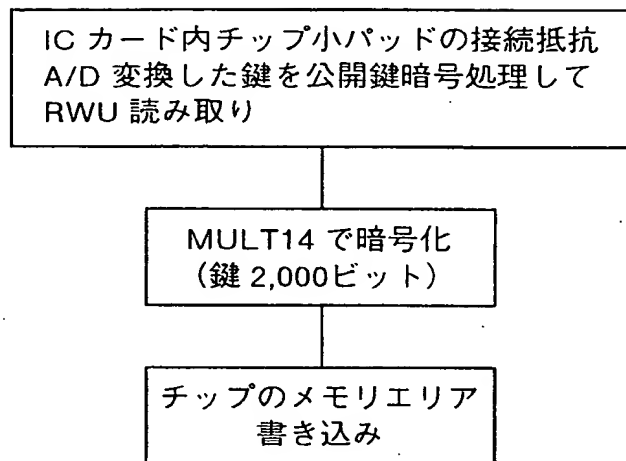 IC カード内チップ小パッドの接続抵抗
A/D 変換した鍵を公開鍵暗号処理して
RWU 読み取り
MULT14 で暗号化
(鍵 2,000ビット)
チップのメモリエリア
書き込み